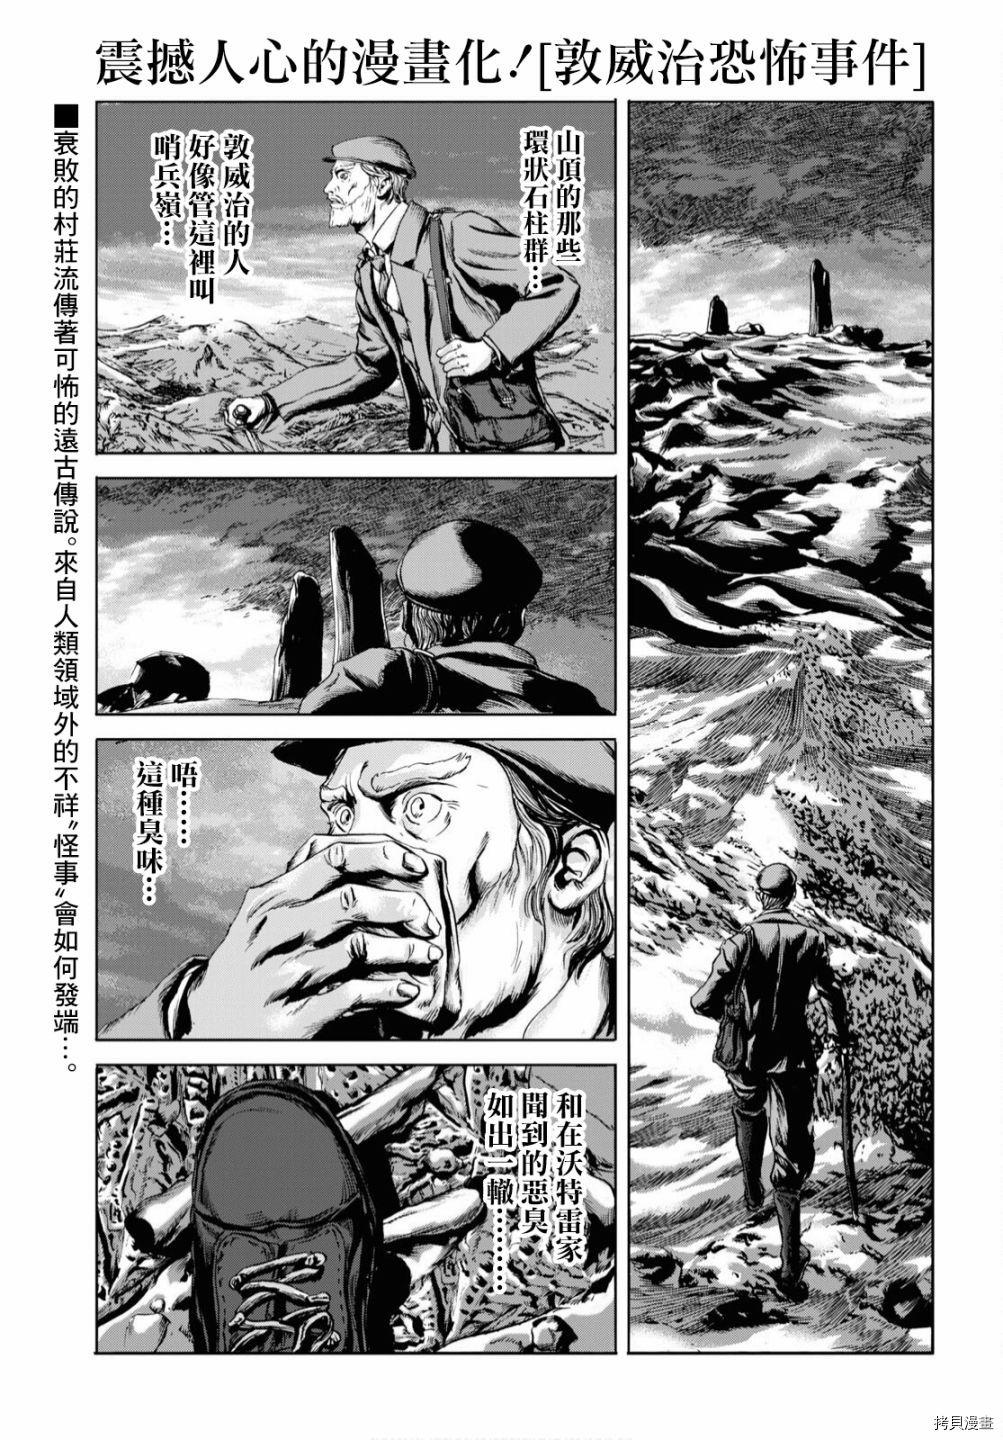 震撼人心的漫畫化！[敦威治恐怖事件]
山頂的那些
環狀石柱群…
敦威治的人
好像管這裡叫
哨兵嶺…
唔………
這種臭味…
和在沃特雷家
聞到的惡臭
如出一轍………
■衰敗的村莊流傳著可怖的遠古傳說。來自人類領域外的不祥〝怪事〞會如何發端…。
拷貝漫畫